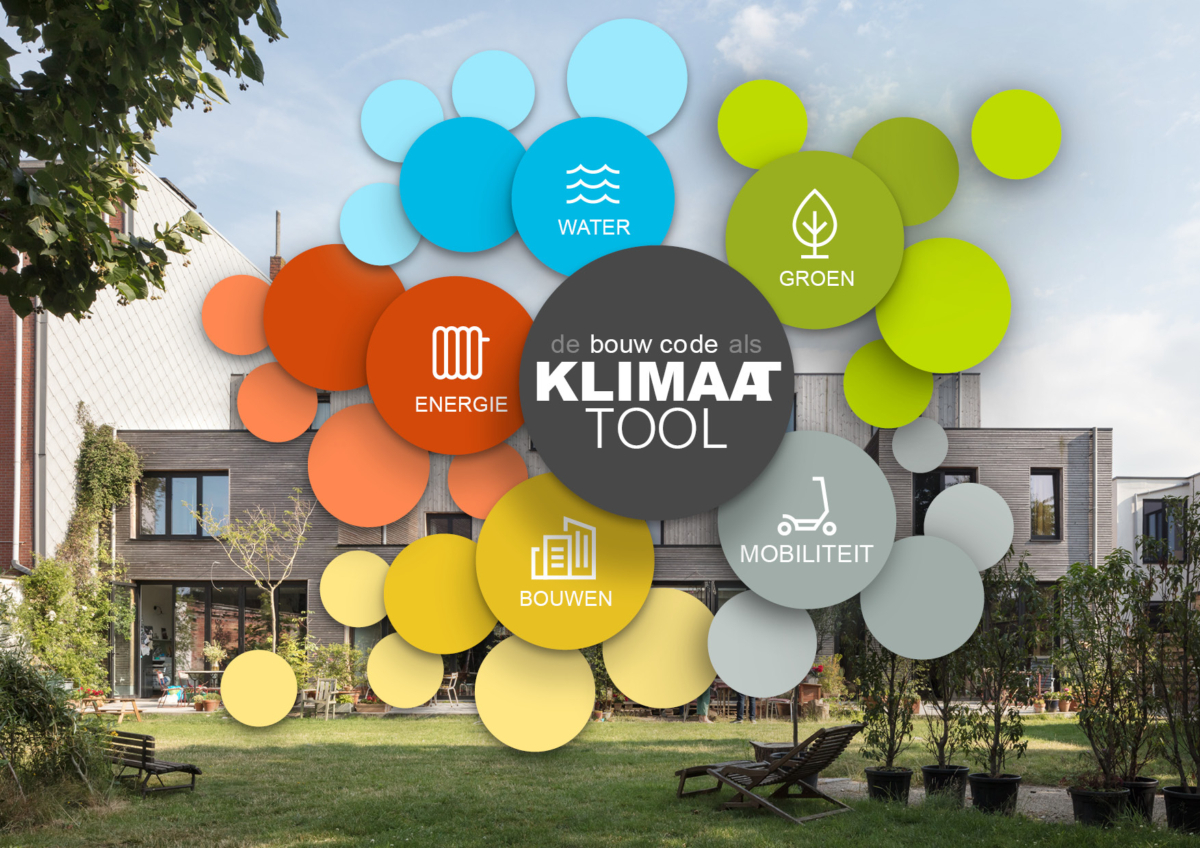 WATER
GROEN
de bouw code als
KLIMAAT
TOOL
ENERGIE
MOBILITEIT
BOUWEN